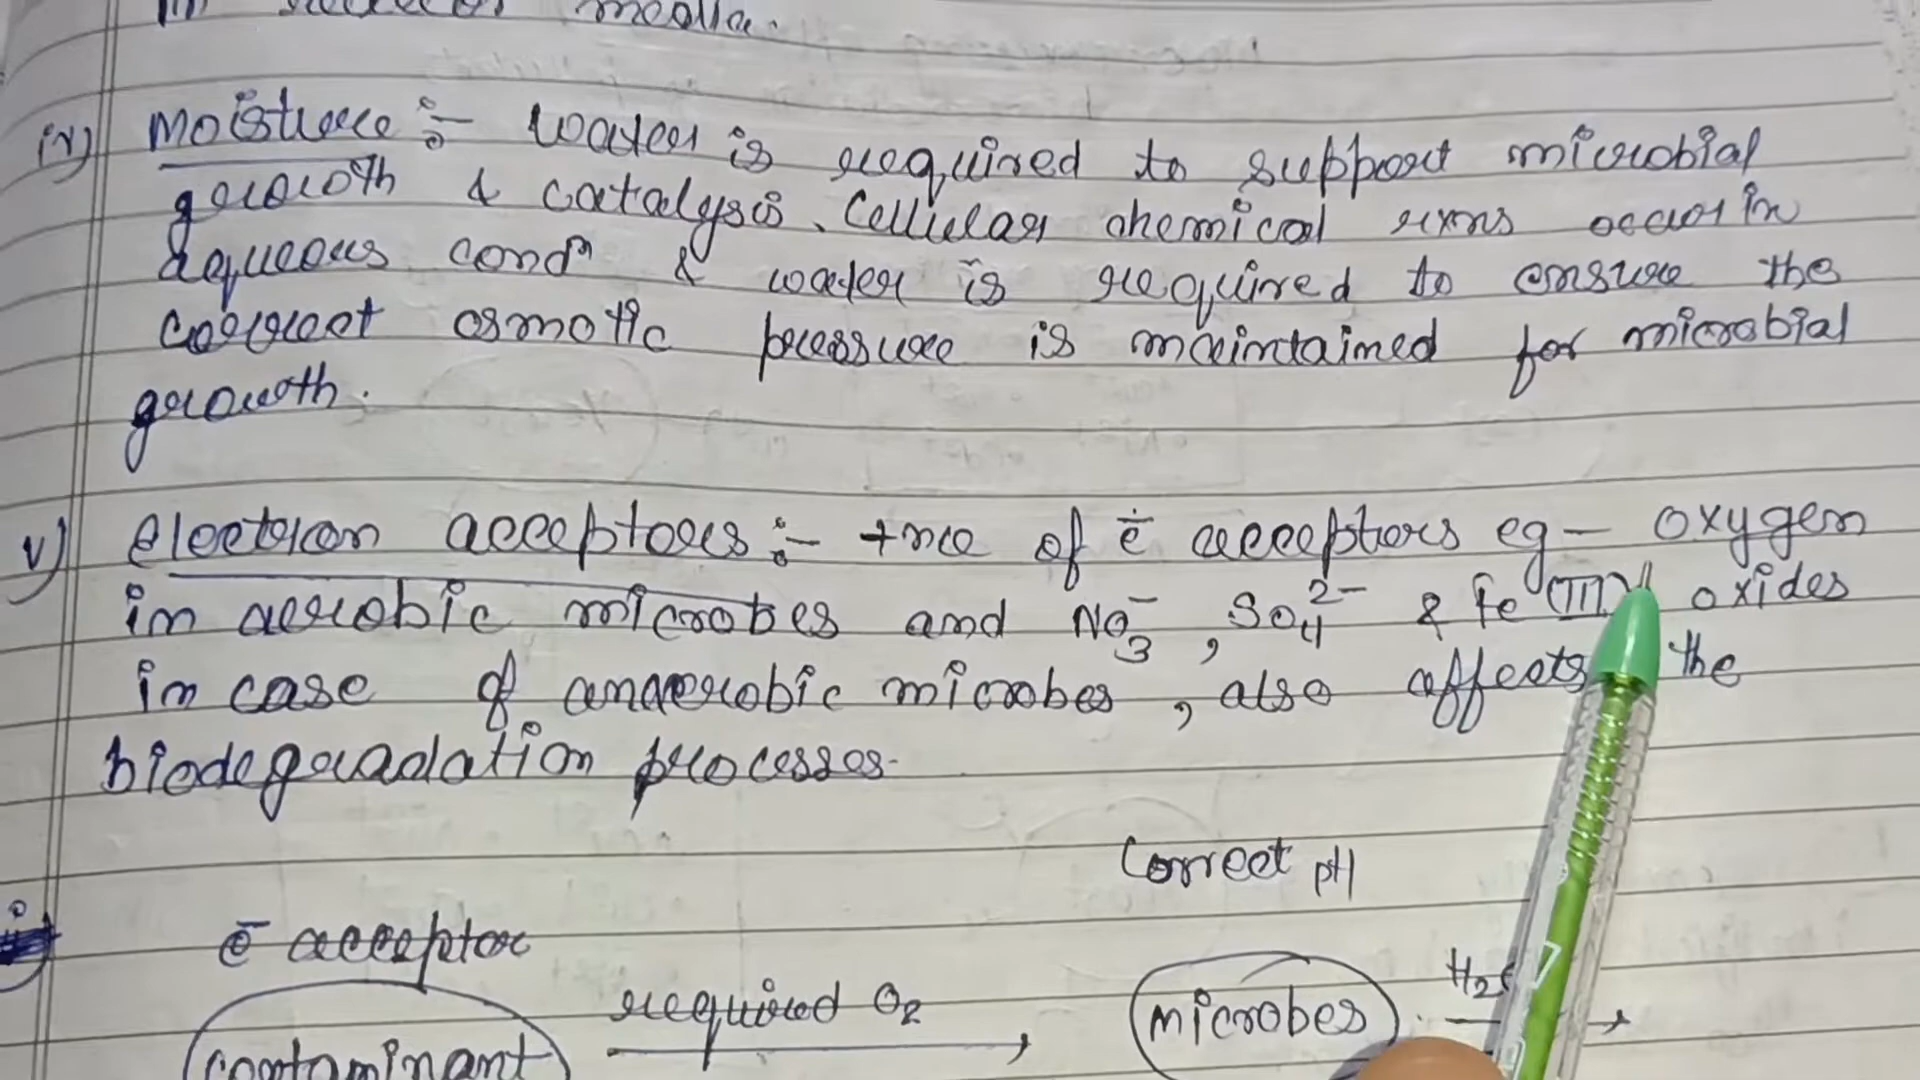 media.
iv) Moisture :- Water is required to support microbial
growth & catalysis. Cellular chemical rxns occur in
aqueous condn & water is required to ensure the
correct osmotic pressure is maintained for microbial
growth.
v) Electron acceptors :- +nce of e- acceptors eg - oxygen
in aerobic microbes and NO3-, SO4 2- & Fe (III) oxides
in case of anaerobic microbes, also affects the
biodegradation processes.
Correct pH
e- acceptor
required O2
microbes
contaminant